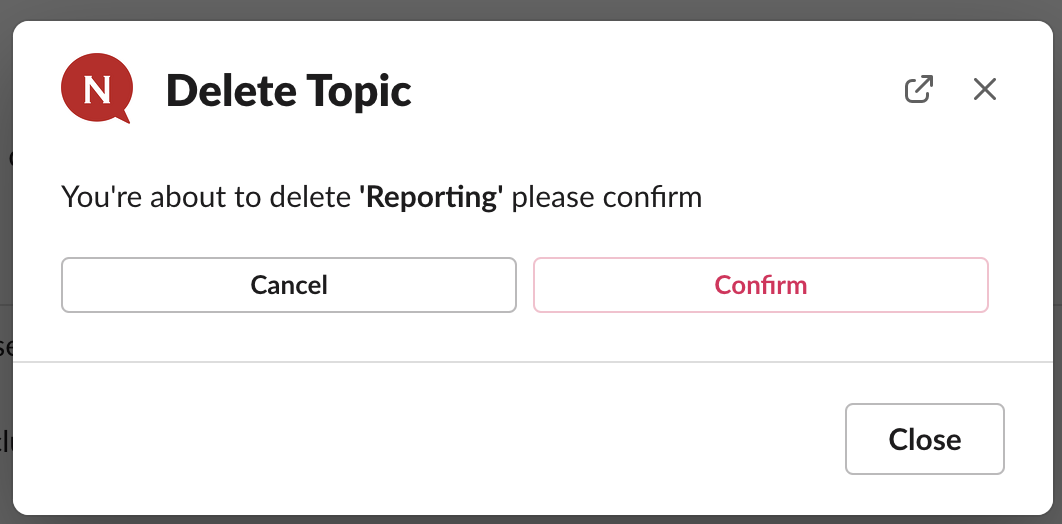 N
Delete Topic
You're about to delete 'Reporting' please confirm
Cancel
Confirm
Close